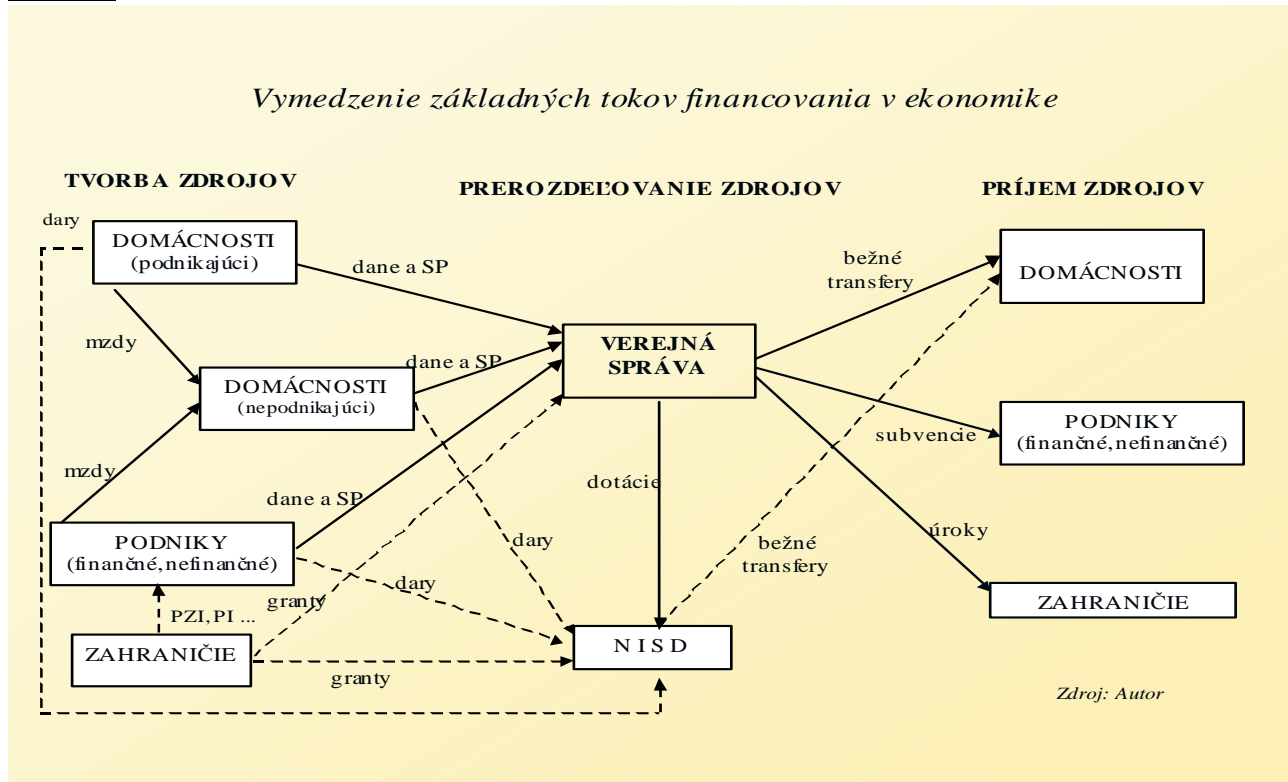 Vymedzenie základných tokov financovania v ekonomike
TVORBA ZDROJOV
PREROZDEĽOVANIE ZDROJOV
PRÍJEM ZDROJOV
dary
DOMÁCNOSTI
(podnikajúci)
dane a SP
bežné
transfery
DOMÁCNOSTI
mzdy
VEREJNÁ
SPRÁVA
dane a SP
DOMÁCNOSTI
(nepodnikajúci)
PODNIKY
(finančné,nefinančné)
subvencie
mzdy
dane a SP
dotácie
PODNIKY
(finančné,nefinančné)
dary
bežné
transfery
úroky
dary
granty
PZI,PI ...
ZAHRANIČIE
ZAHRANIČIE
NISD
granty
Zdroj: Autor